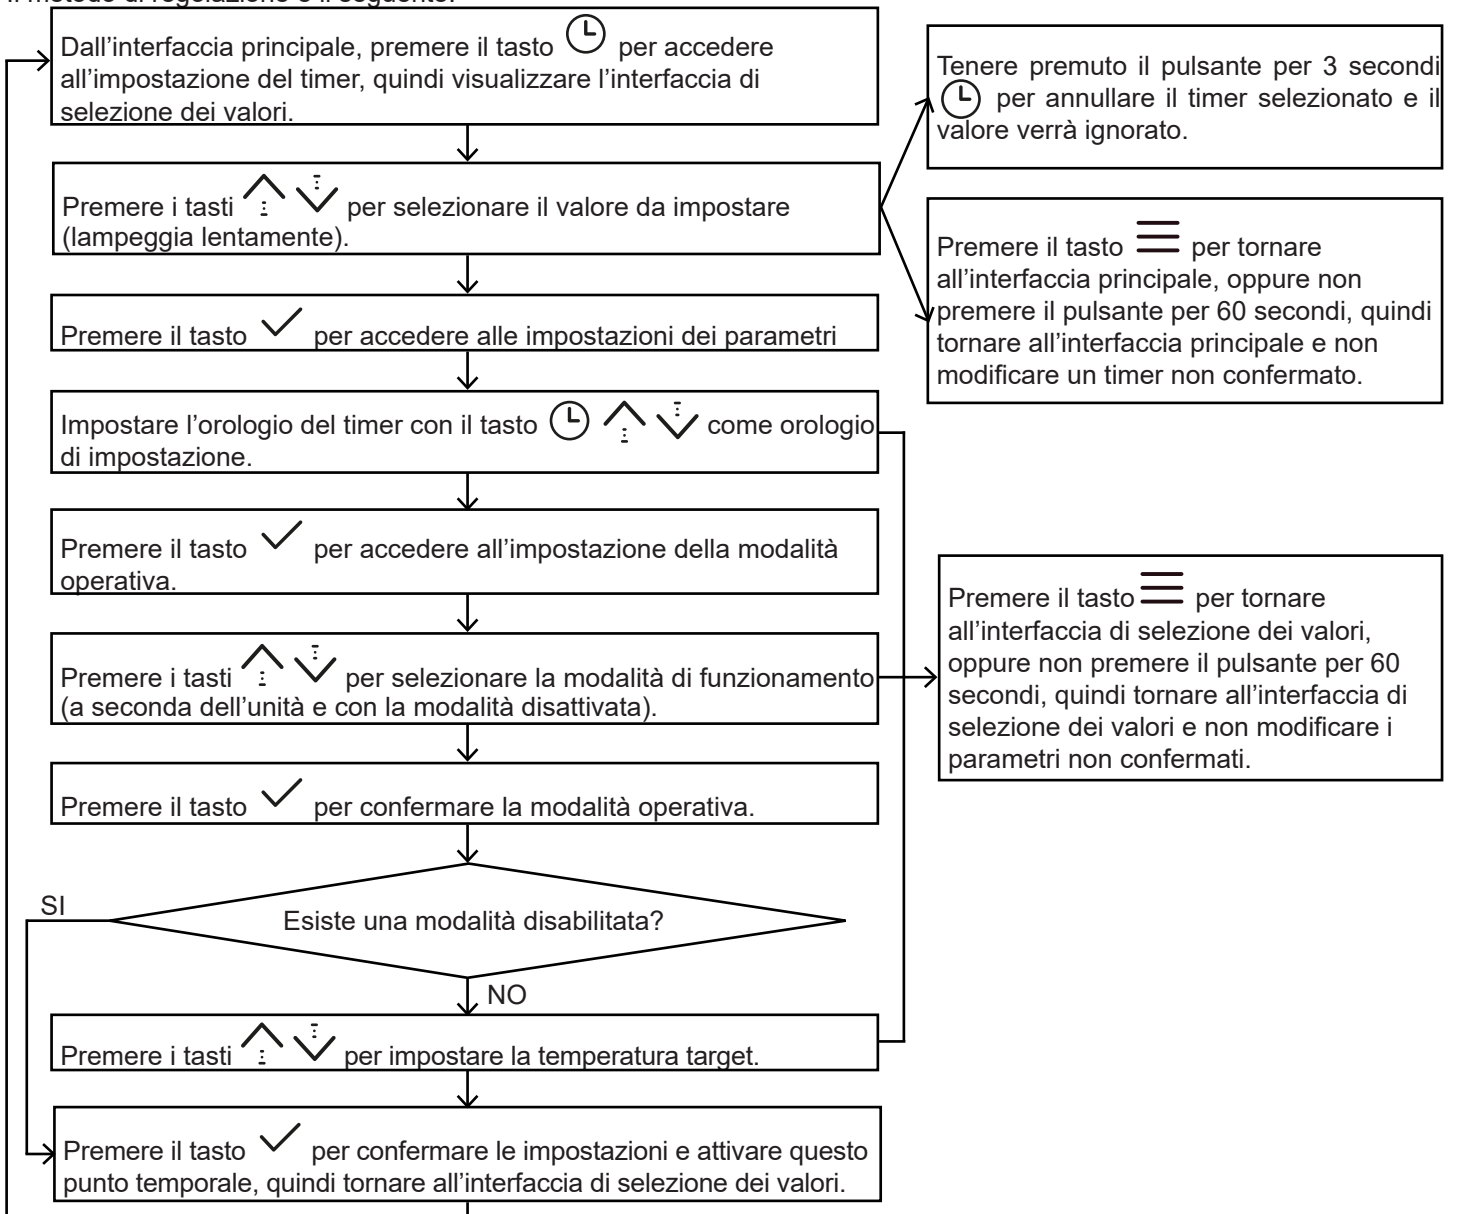 Il metodo di regolazione è il seguente:
Dall'interfaccia principale, premere il tasto per accedere
all'impostazione del timer, quindi visualizzare l'interfaccia di
selezione dei valori.
Tenere premuto il pulsante per 3 secondi
per annullare il timer selezionato e il
valore verrà ignorato.
Premere i tasti per selezionare il valore da impostare
(lampeggia lentamente).
Premere il tasto per tornare
all'interfaccia principale, oppure non
premere il pulsante per 60 secondi, quindi
tornare all'interfaccia principale e non
modificare un timer non confermato.
Premere il tasto per accedere alle impostazioni dei parametri
Impostare l'orologio del timer con il tasto come orologio
di impostazione.
Premere il tasto per accedere all'impostazione della modalità
operativa.
Premere i tasti per selezionare la modalità di funzionamento
(a seconda dell'unità e con la modalità disattivata).
Premere il tasto per tornare
all'interfaccia di selezione dei valori,
oppure non premere il pulsante per 60
secondi, quindi tornare all'interfaccia di
selezione dei valori e non modificare i
parametri non confermati.
Premere il tasto per confermare la modalità operativa.
SI
Esiste una modalità disabilitata?
NO
Premere i tasti per impostare la temperatura target.
Premere il tasto per confermare le impostazioni e attivare questo
punto temporale, quindi tornare all'interfaccia di selezione dei valori.